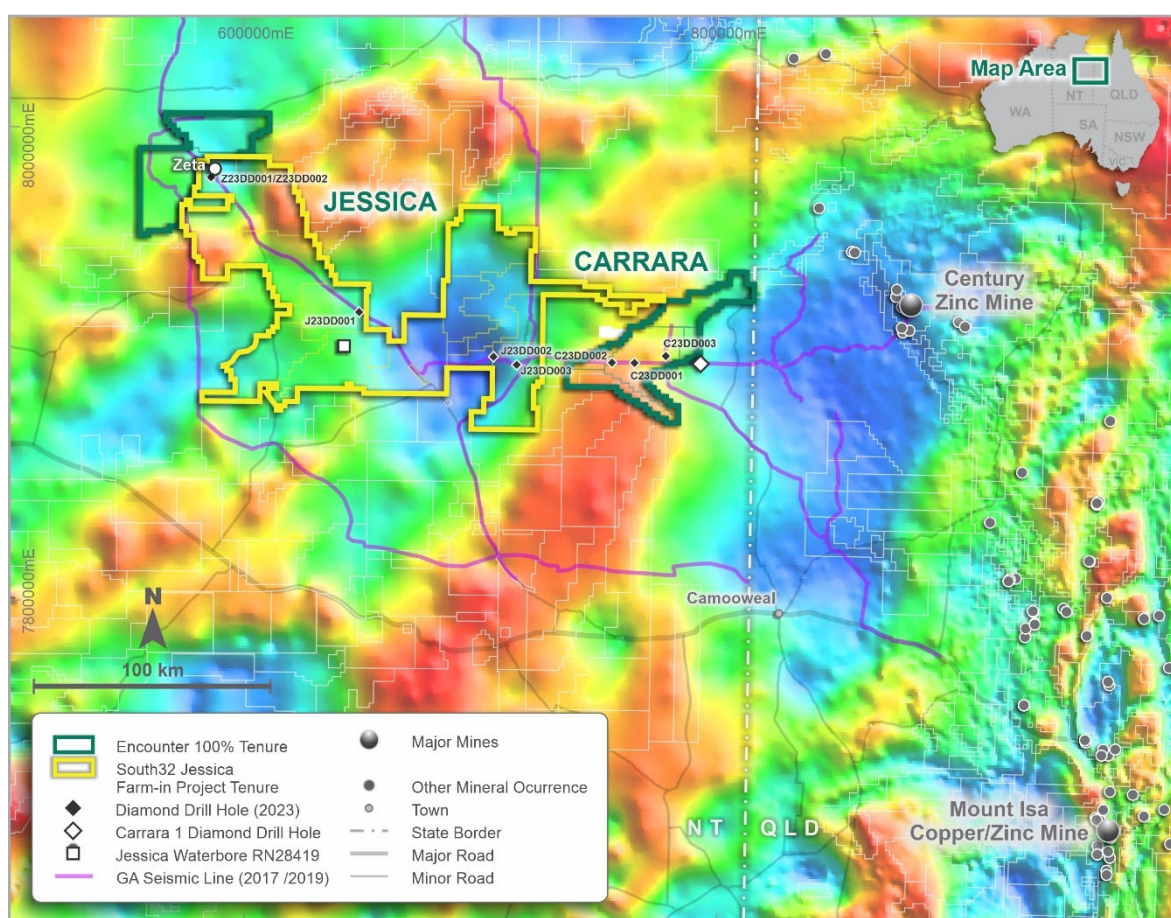 600000mE
800000mE
8000000mE
7800000mE
Map Area
WA
NT
QLD
SA
NSW
VIC
TAS
Zeta
Z23DD001/Z23DD002
JESSICA
CARRARA
Century
Zinc Mine
J23DD001
J23DD002
J23DD003
C23DD002
C23DD003
C23DD001
Camooweal
N
100 km
NT
QLD
Mount Isa
Copper/Zinc Mine
Encounter 100% Tenure
South32 Jessica
Farm-in Project Tenure
Diamond Drill Hole (2023)
Carrara 1 Diamond Drill Hole
Jessica Waterbore RN28419
GA Seismic Line (2017 /2019)
Major Mines
Other Mineral Ocurrence
Town
State Border
Major Road
Minor Road